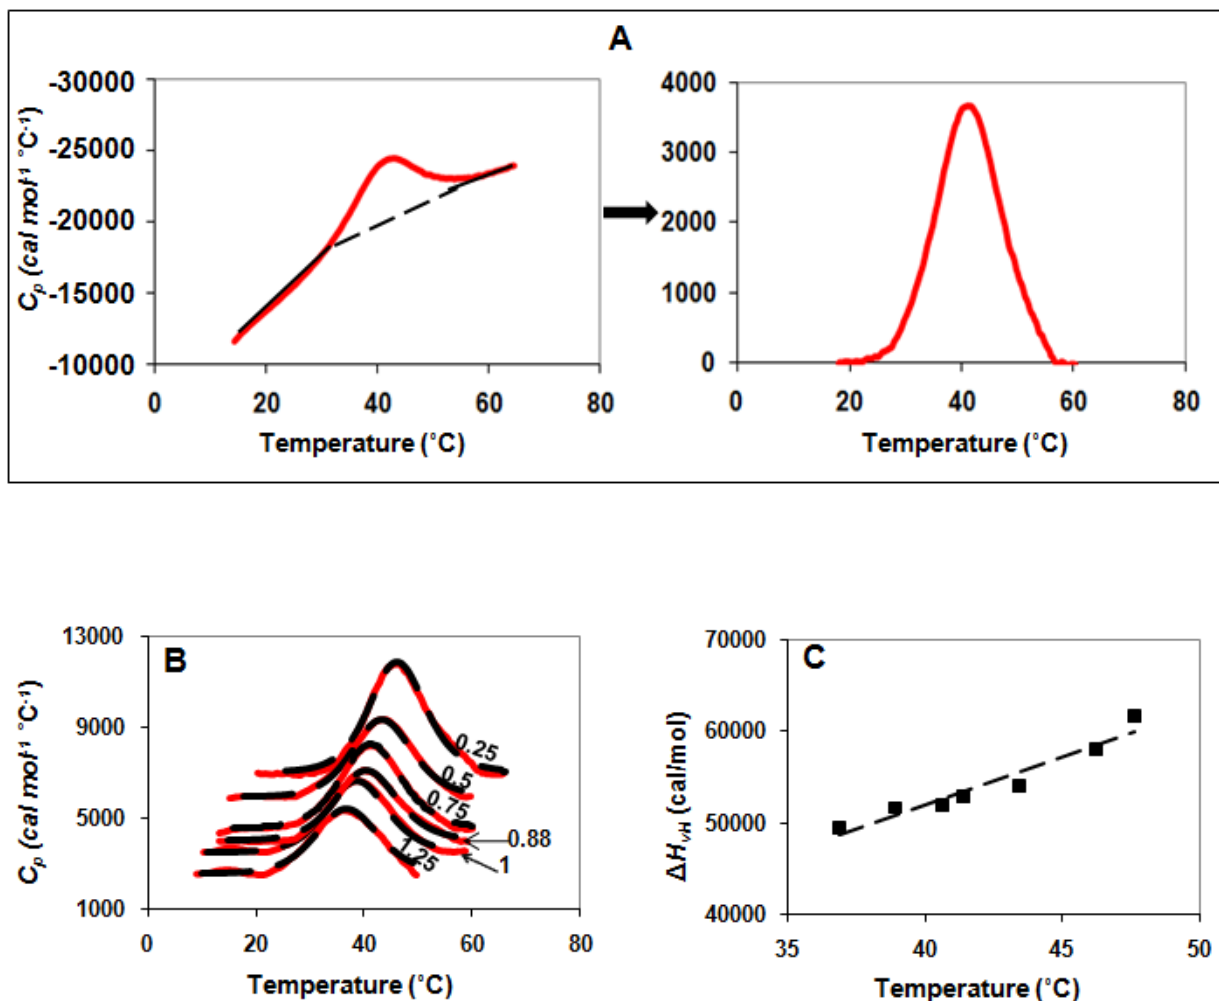 A
-30000
-25000
-20000
-15000
-10000
Cp (cal mol-1 °C-1)
0 20 40 60 80
Temperature (°C)
4000
3000
2000
1000
0
0 20 40 60 80
Temperature (°C)
B
13000
9000
5000
1000
Cp (cal mol-1 °C-1)
0.25
0.5
0.75
0.88
1
1.25
0 20 40 60 80
Temperature (°C)
C
70000
60000
50000
40000
ΔHvH (cal/mol)
35 40 45 50
Temperature (°C)